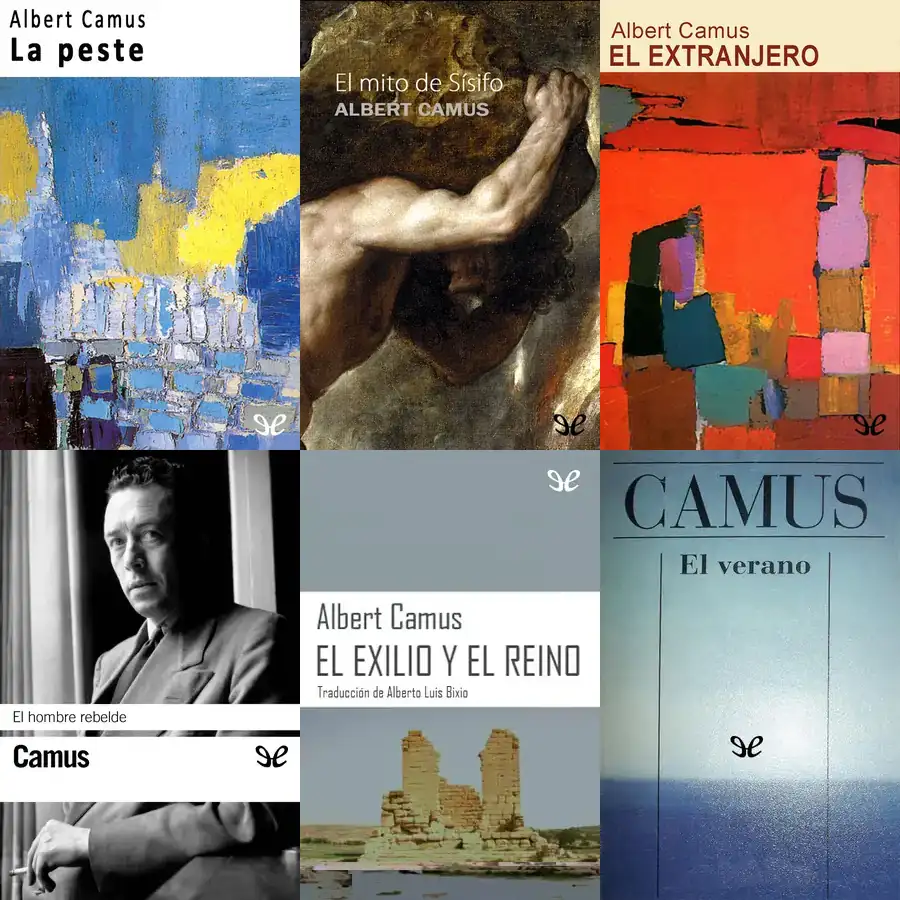 Albert Camus
La peste
El mito de Sísifo
ALBERT CAMUS
Albert Camus
EL EXTRANJERO
El hombre rebelde
Camus
Albert Camus
EL EXILIO Y EL REINO
Traducción de Alberto Luis Bixio
CAMUS
El verano